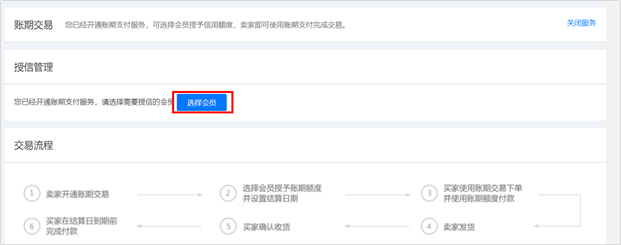 账期交易 您已经开通账期支付服务，可选择会员授予信用额度，卖家即可使用账期支付完成交易。 关闭服务
授信管理
您已经开通账期支付服务，请选择需要授信的会员 选择会员
交易流程
1 卖家开通账期交易
2 选择会员授予账期额度
并设置结算日期
3 买家使用账期交易下单
并使用账期额度付款
4 卖家发货
5 买家确认收货
6 买家在结算日到期前
完成付款